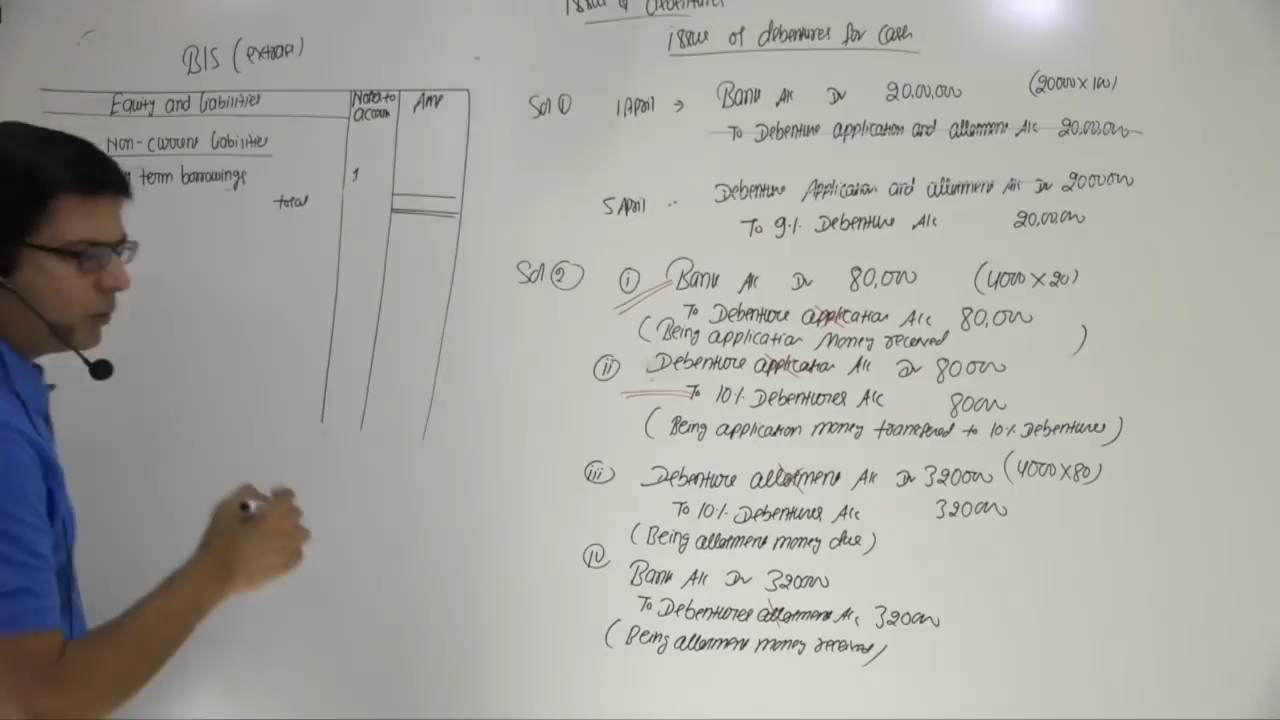 Issue of Debentures
issue of debentures for cash
B/S (extract)
Equity and liabilities
Note to account
Amt
Non-current liabilities
term borrowings 1
total
Sol ① 1 April → Bank A/c Dr 20,00,000 (20000 × 100)
To Debenture application and allotment A/c 20,00,000
5 April .. Debenture Application and allotment A/c Dr 2000000
To 9% Debenture A/c 20,00,000
Sol ② (i) Bank A/c Dr 80,000 (4000 × 20)
To Debenture application A/c 80,000
(Being application money received )
(ii) Debenture application A/c Dr 80000
To 10% Debentures A/c 80000
(Being application money transfered to 10% Debentures)
(iii) Debenture allotment A/c Dr 320000 (4000 × 80)
To 10% Debentures A/c 320000
(Being allotment money due)
(iv) Bank A/c Dr 320000
To Debentures allotment A/c 320000
(Being allotment money received)